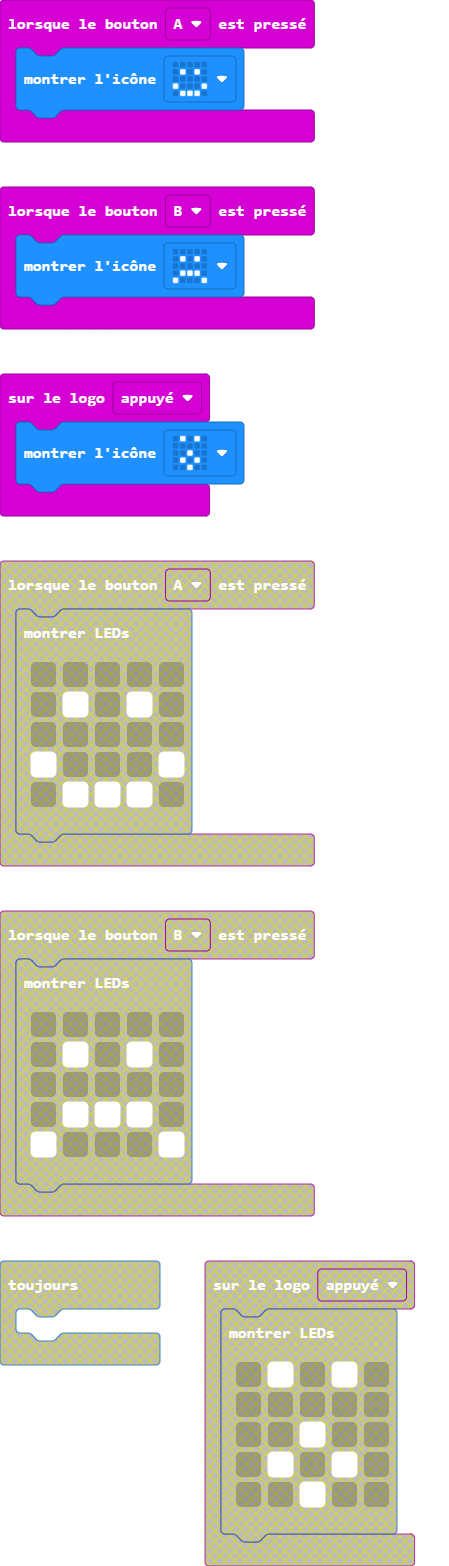 lorsque le bouton A est pressé
montrer l'icône
lorsque le bouton B est pressé
montrer l'icône
sur le logo appuyé
montrer l'icône
lorsque le bouton A est pressé
montrer LEDs
lorsque le bouton B est pressé
montrer LEDs
toujours
sur le logo appuyé
montrer LEDs